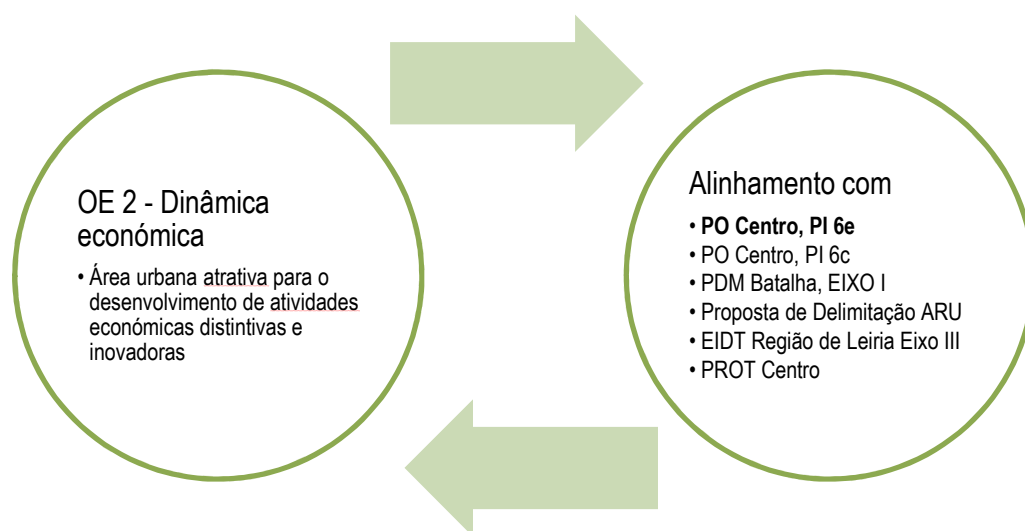 OE 2 - Dinâmica
económica
• Área urbana atrativa para o
desenvolvimento de atividades
económicas distintivas e
inovadoras
Alinhamento com
• PO Centro, PI 6e
• PO Centro, PI 6c
• PDM Batalha, EIXO I
• Proposta de Delimitação ARU
• EIDT Região de Leiria Eixo III
• PROT Centro